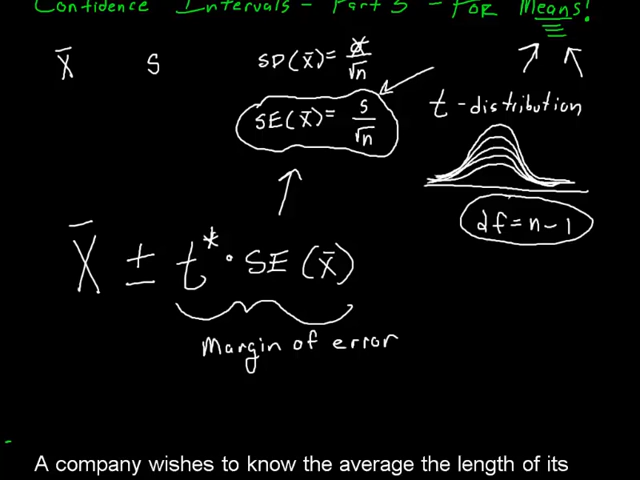 Confidence Intervals - Part 3 - For Means!
X̄ S SD(X̄)= σ/√n
SE(X̄)= s/√n
t-distribution
df = n-1
X̄ ± t* · SE(X̄)
Margin of error
A company wishes to know the average the length of its